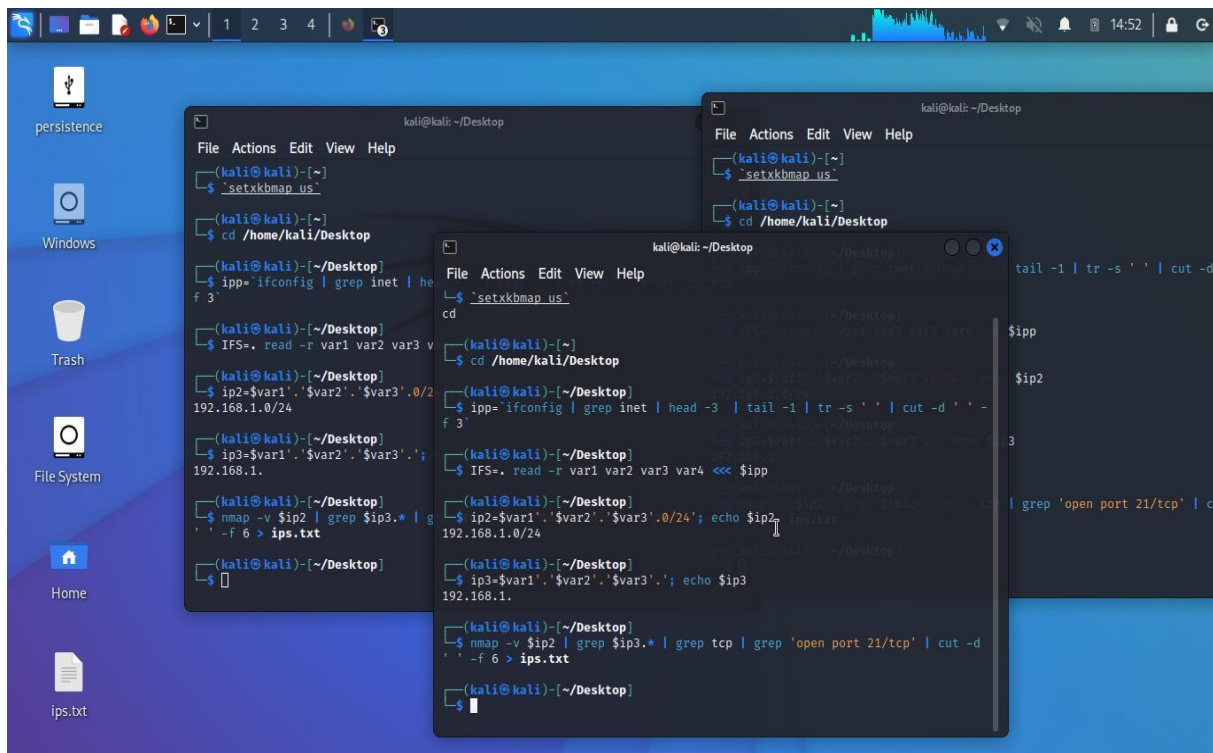 1 2 3 4
14:52
persistence
Windows
Trash
File System
Home
ips.txt
kali@kali: ~/Desktop
File Actions Edit View Help
(kali㉿kali)-[~]
$ `setxkbmap us`
(kali㉿kali)-[~]
$ cd /home/kali/Desktop
(kali㉿kali)-[~/Desktop]
$ ipp=`ifconfig | grep inet | he
f 3`
(kali㉿kali)-[~/Desktop]
$ IFS=. read -r var1 var2 var3 v
(kali㉿kali)-[~/Desktop]
$ ip2=$var1'.'$var2'.'$var3'.0/2
192.168.1.0/24
(kali㉿kali)-[~/Desktop]
$ ip3=$var1'.'$var2'.'$var3'.';
192.168.1.
(kali㉿kali)-[~/Desktop]
$ nmap -v $ip2 | grep $ip3.* | g
' ' -f 6 > ips.txt
(kali㉿kali)-[~/Desktop]
$
kali@kali: ~/Desktop
File Actions Edit View Help
$ `setxkbmap us`
cd
(kali㉿kali)-[~]
$ cd /home/kali/Desktop
(kali㉿kali)-[~/Desktop]
$ ipp=`ifconfig | grep inet | head -3  | tail -1 | tr -s ' ' | cut -d ' ' -
f 3`
(kali㉿kali)-[~/Desktop]
$ IFS=. read -r var1 var2 var3 var4 <<< $ipp
(kali㉿kali)-[~/Desktop]
$ ip2=$var1'.'$var2'.'$var3'.0/24'; echo $ip2
192.168.1.0/24
(kali㉿kali)-[~/Desktop]
$ ip3=$var1'.'$var2'.'$var3'.'; echo $ip3
192.168.1.
(kali㉿kali)-[~/Desktop]
$ nmap -v $ip2 | grep $ip3.* | grep tcp | grep 'open port 21/tcp' | cut -d
' ' -f 6 > ips.txt
(kali㉿kali)-[~/Desktop]
$
kali@kali: ~/Desktop
File Actions Edit View Help
(kali㉿kali)-[~]
$ `setxkbmap us`
(kali㉿kali)-[~]
$ cd /home/kali/Desktop
tail -1 | tr -s ' ' | cut -d
$ipp
$ip2
3
| grep 'open port 21/tcp' | c